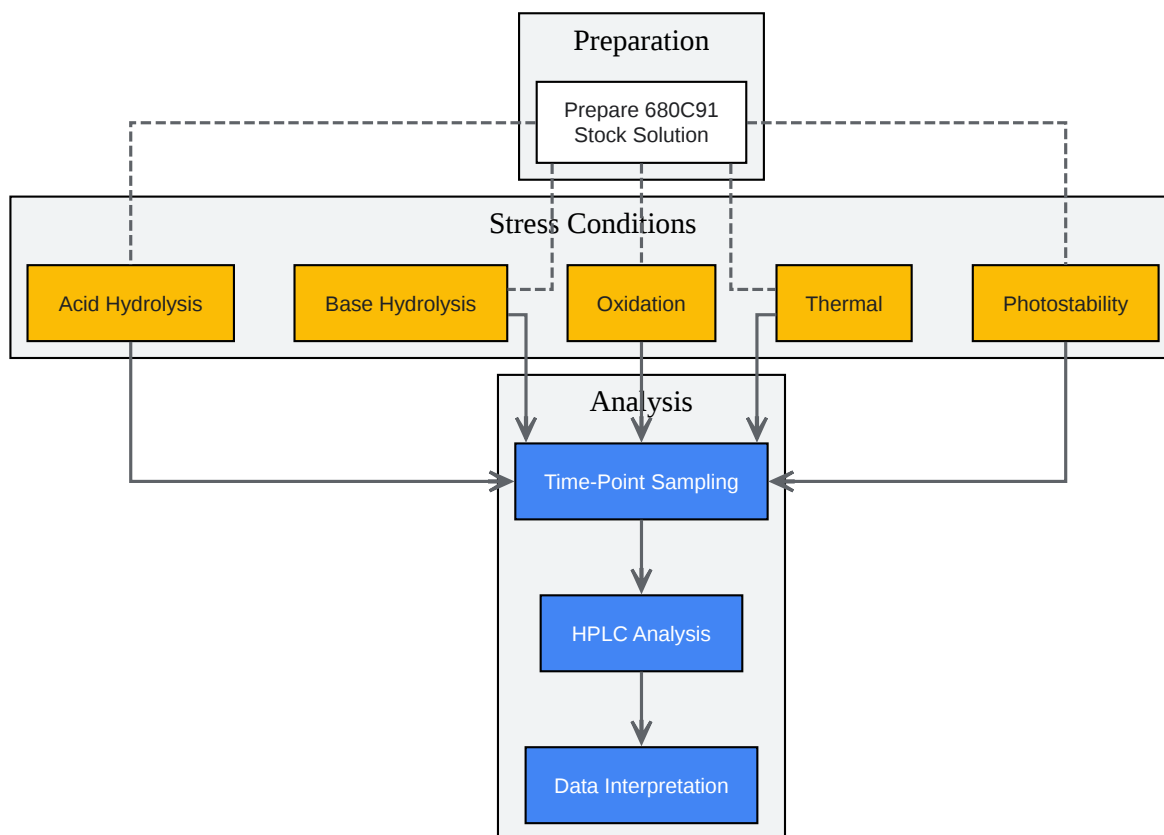 Preparation
Prepare 680C91
Stock Solution
Stress Conditions
Acid Hydrolysis
Base Hydrolysis
Oxidation
Thermal
Photostability
Analysis
Time-Point Sampling
HPLC Analysis
Data Interpretation